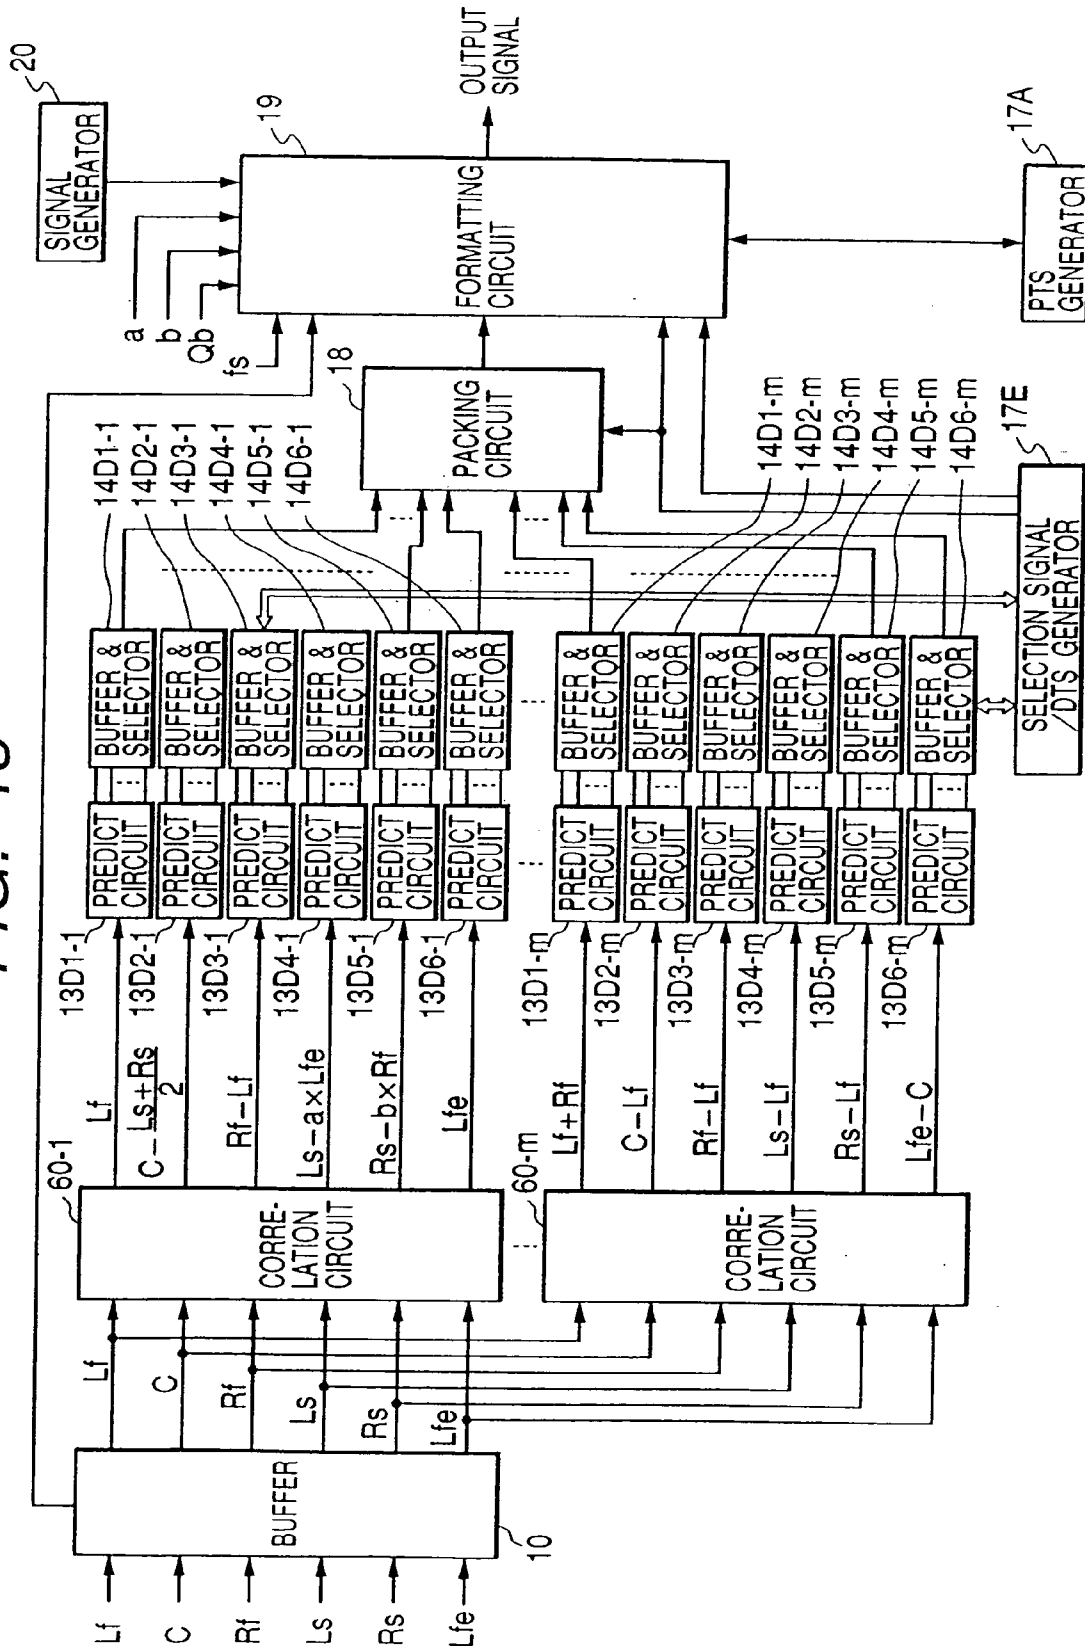 Lf
C
Rf
Ls
Rs
Lfe
BUFFER
10
Lf
C
Rf
Ls
Rs
Lfe
60-1
CORRE-
LATION
CIRCUIT
60-m
CORRE-
LATION
CIRCUIT
Lf
C-Ls+Rs
2
Rf-Lf
Ls-a×Lfe
Rs-b×Rf
Lfe
Lf+Rf
C-Lf
Rf-Lf
Ls-Lf
Rs-Lf
Lfe-C
13D1-1
13D2-1
13D3-1
13D4-1
13D5-1
13D6-1
13D1-m
13D2-m
13D3-m
13D4-m
13D5-m
13D6-m
PREDICT
CIRCUIT
PREDICT
CIRCUIT
PREDICT
CIRCUIT
PREDICT
CIRCUIT
PREDICT
CIRCUIT
PREDICT
CIRCUIT
PREDICT
CIRCUIT
PREDICT
CIRCUIT
PREDICT
CIRCUIT
PREDICT
CIRCUIT
PREDICT
CIRCUIT
PREDICT
CIRCUIT
BUFFER &
SELECTOR
BUFFER &
SELECTOR
BUFFER &
SELECTOR
BUFFER &
SELECTOR
BUFFER &
SELECTOR
BUFFER &
SELECTOR
BUFFER &
SELECTOR
BUFFER &
SELECTOR
BUFFER &
SELECTOR
BUFFER &
SELECTOR
BUFFER &
SELECTOR
BUFFER &
SELECTOR
14D1-1
14D2-1
14D3-1
14D4-1
14D5-1
14D6-1
14D1-m
14D2-m
14D3-m
14D4-m
14D5-m
14D6-m
17E
SELECTION SIGNAL
/DTS GENERATOR
18
PACKING
CIRCUIT
fs
Qb
b
a
SIGNAL
GENERATOR
20
19
FORMATTING
CIRCUIT
PTS
GENERATOR
17A
OUTPUT
SIGNAL